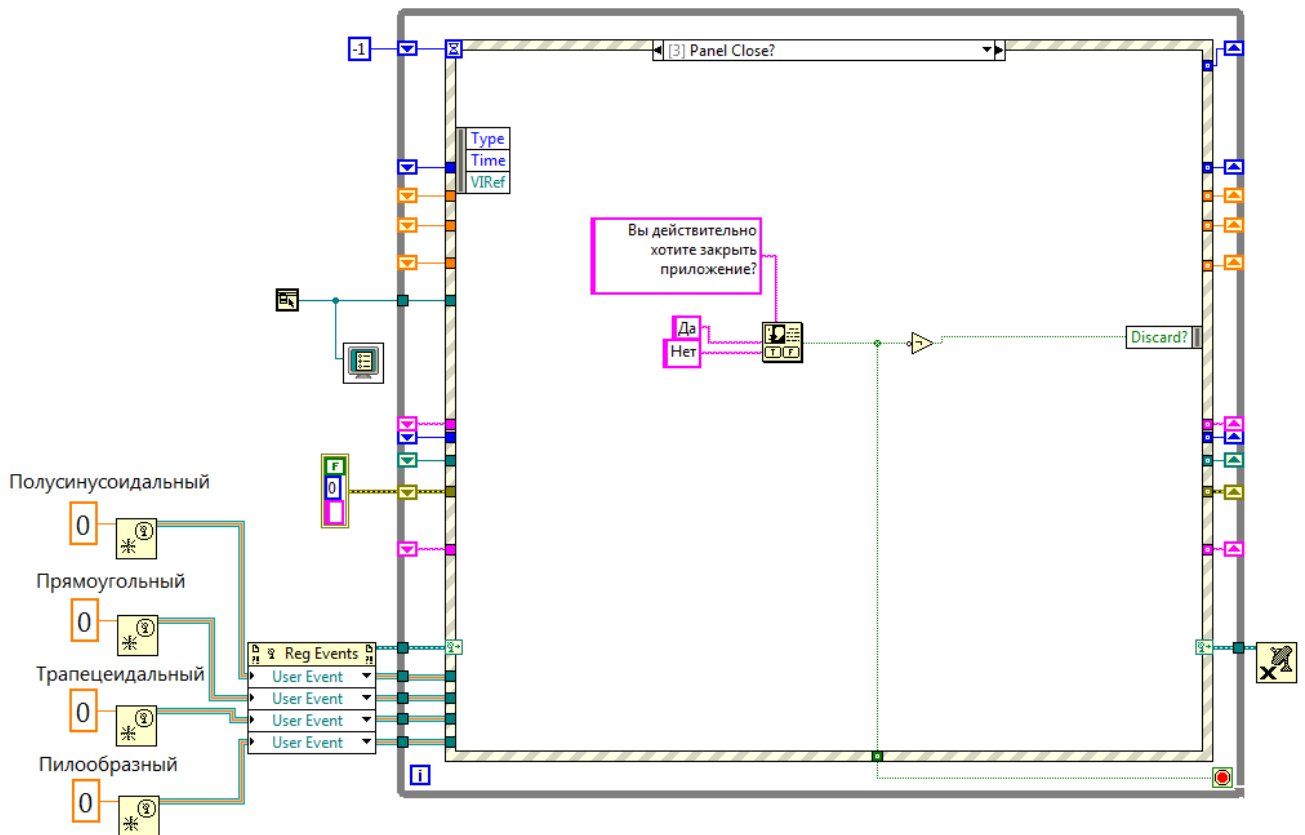 -1
[3] Panel Close?
Type
Time
VIRef
Вы действительно
хотите закрыть
приложение?
Да
Нет
T F
Discard?
F
0
Полусинусоидальный
0
Прямоугольный
0
Reg Events
User Event
User Event
User Event
User Event
Трапецеидальный
0
Пилообразный
0
i